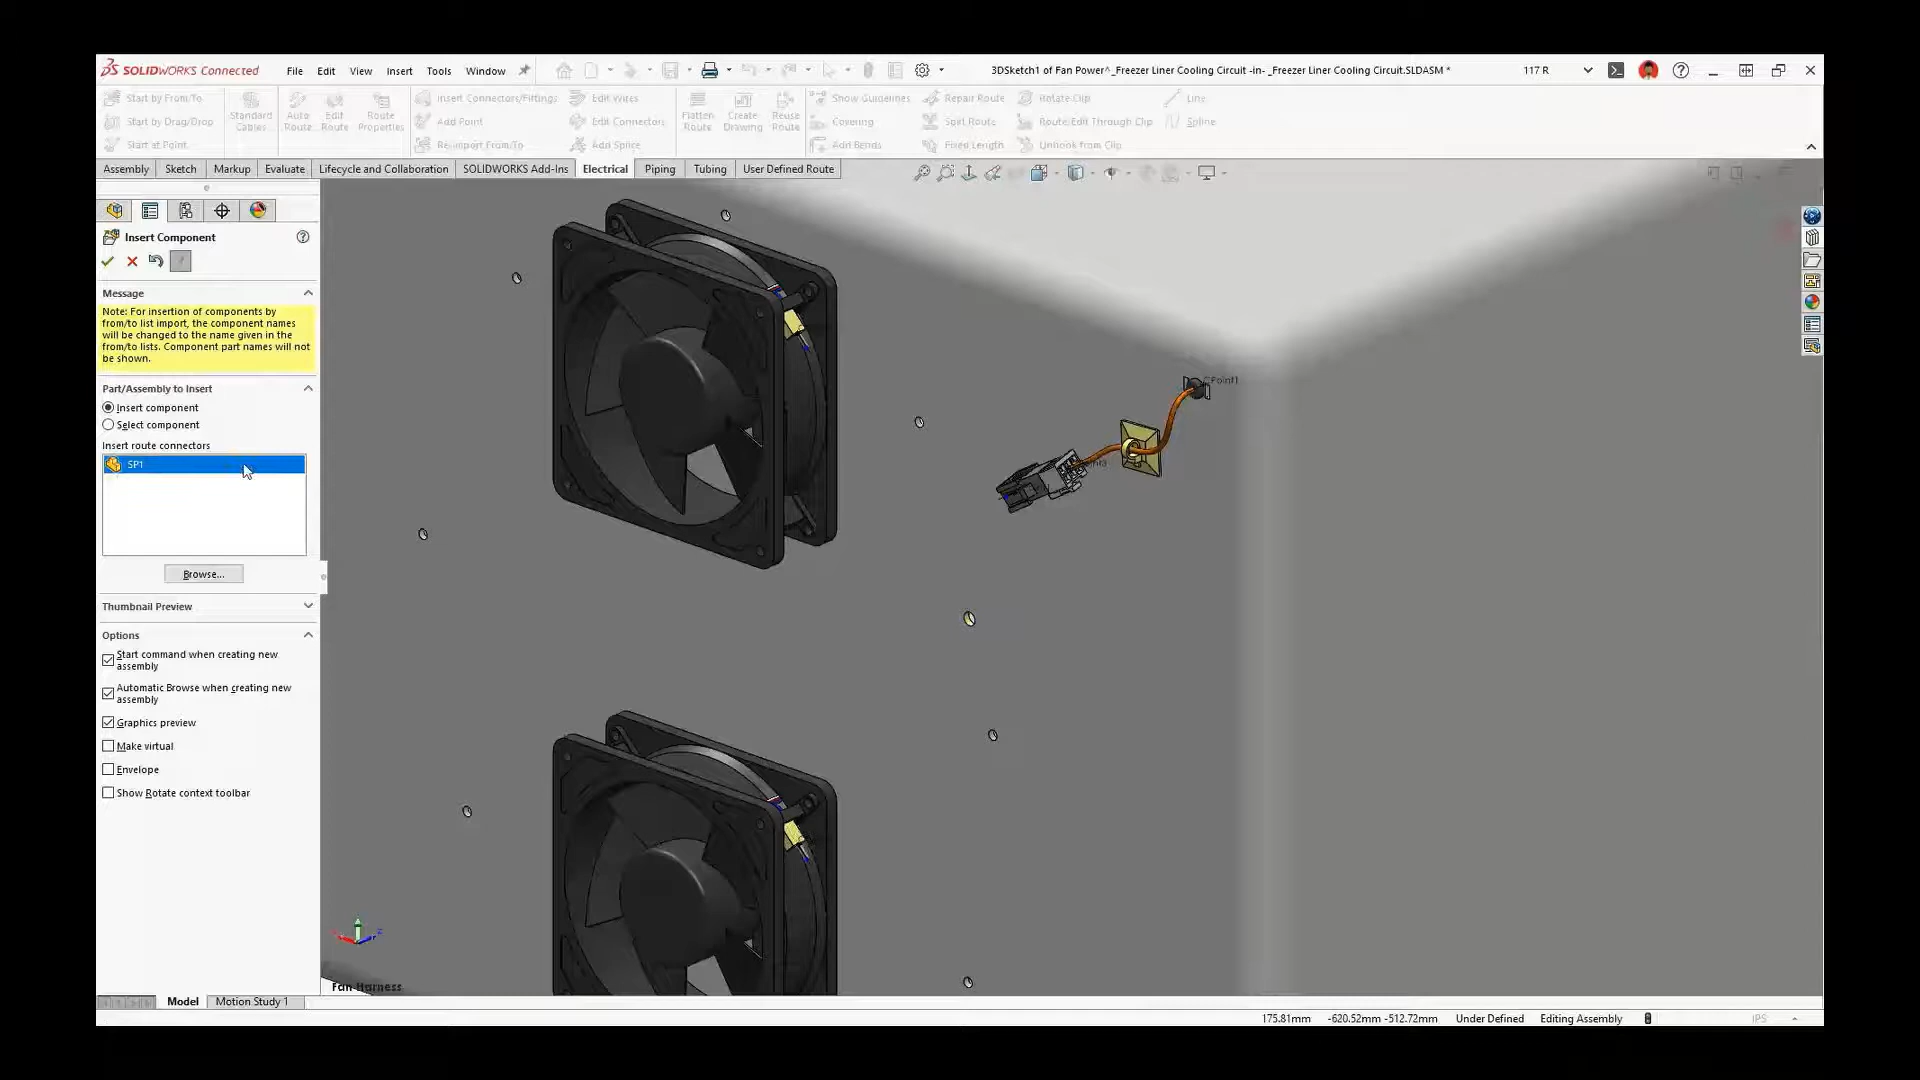 SOLIDWORKS Connected
File Edit View Insert Tools Window
3DSketch1 of Fan Power^_Freezer Liner Cooling Circuit -in- _Freezer Liner Cooling Circuit.SLDASM *
117 R
Start by From/To
Start by Drag/Drop
Start at Point
Standard Cables
Auto Route
Edit Route
Route Properties
Insert Connectors/Fittings
Add Point
Re-import From/To
Edit Wires
Edit Connectors
Add Splice
Flatten Route
Create Drawing
Reuse Route
Show Guidelines
Covering
Add Bends
Repair Route
Split Route
Fixed Length
Rotate Clip
Route/Edit Through Clip
Unhook from Clip
Line
Spline
Assembly Sketch Markup Evaluate Lifecycle and Collaboration SOLIDWORKS Add-Ins Electrical Piping Tubing User Defined Route
Insert Component
Message
Note: For insertion of components by
from/to list import, the component names
will be changed to the name given in the
from/to lists. Component part names will not
be shown.
Part/Assembly to Insert
Insert component
Select component
Insert route connectors
SP1
Browse...
Thumbnail Preview
Options
Start command when creating new
assembly
Automatic Browse when creating new
assembly
Graphics preview
Make virtual
Envelope
Show Rotate context toolbar
CPoint1
Fan Harness
Model Motion Study 1
175.81mm -620.52mm -512.72mm Under Defined Editing Assembly IPS